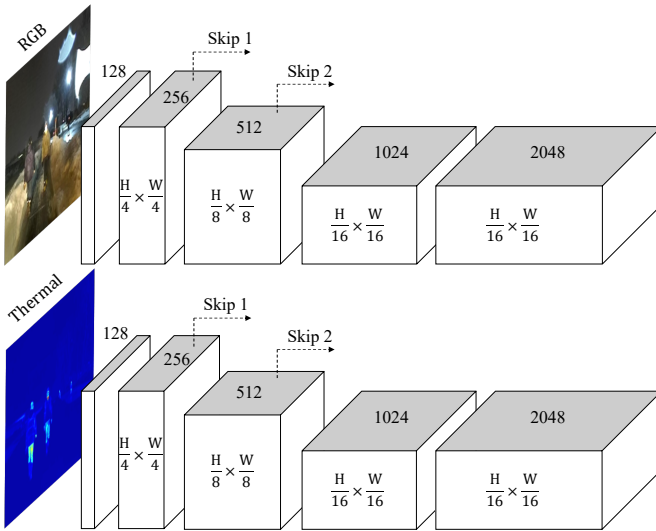 RGB
Skip 1
Skip 2
128
256
512
1024
2048
H/4 × W/4
H/8 × W/8
H/16 × W/16
H/16 × W/16
Thermal
Skip 1
Skip 2
128
256
512
1024
2048
H/4 × W/4
H/8 × W/8
H/16 × W/16
H/16 × W/16